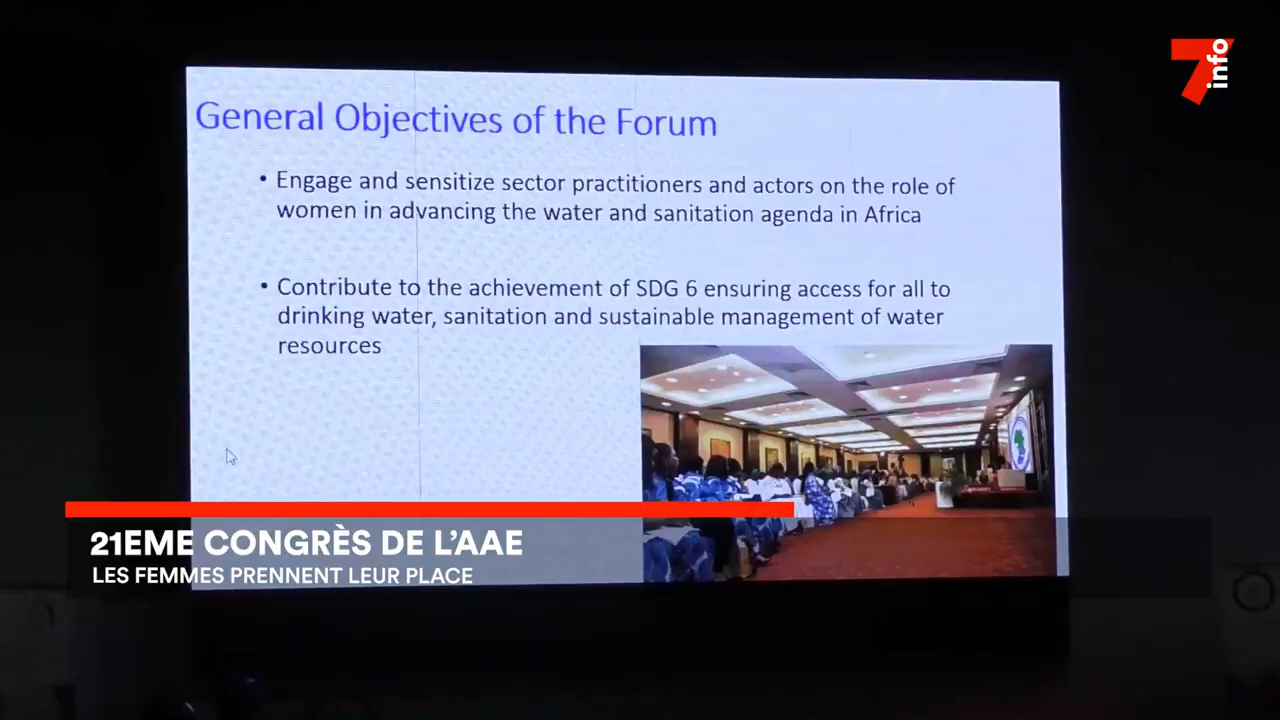 7
info
General Objectives of the Forum
• Engage and sensitize sector practitioners and actors on the role of
women in advancing the water and sanitation agenda in Africa
• Contribute to the achievement of SDG 6 ensuring access for all to
drinking water, sanitation and sustainable management of water
resources
21EME CONGRÈS DE L'AAE
LES FEMMES PRENNENT LEUR PLACE